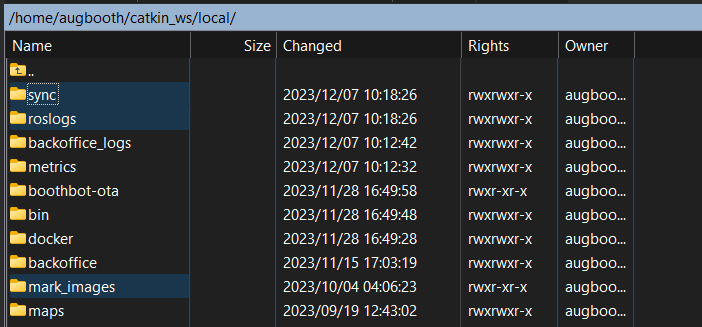 /home/augbooth/catkin_ws/local/
Name Size Changed Rights Owner
..
sync 2023/12/07 10:18:26 rwxrwxr-x augboo...
roslogs 2023/12/07 10:18:26 rwxrwxr-x augboo...
backoffice_logs 2023/12/07 10:12:42 rwxrwxr-x augboo...
metrics 2023/12/07 10:12:32 rwxrwxr-x augboo...
boothbot-ota 2023/11/28 16:49:58 rwxr-xr-x augboo...
bin 2023/11/28 16:49:48 rwxrwxr-x augboo...
docker 2023/11/28 16:49:28 rwxrwxr-x augboo...
backoffice 2023/11/15 17:03:19 rwxrwxr-x augboo...
mark_images 2023/10/04 04:06:23 rwxr-xr-x augboo...
maps 2023/09/19 12:43:02 rwxrwxr-x augboo...